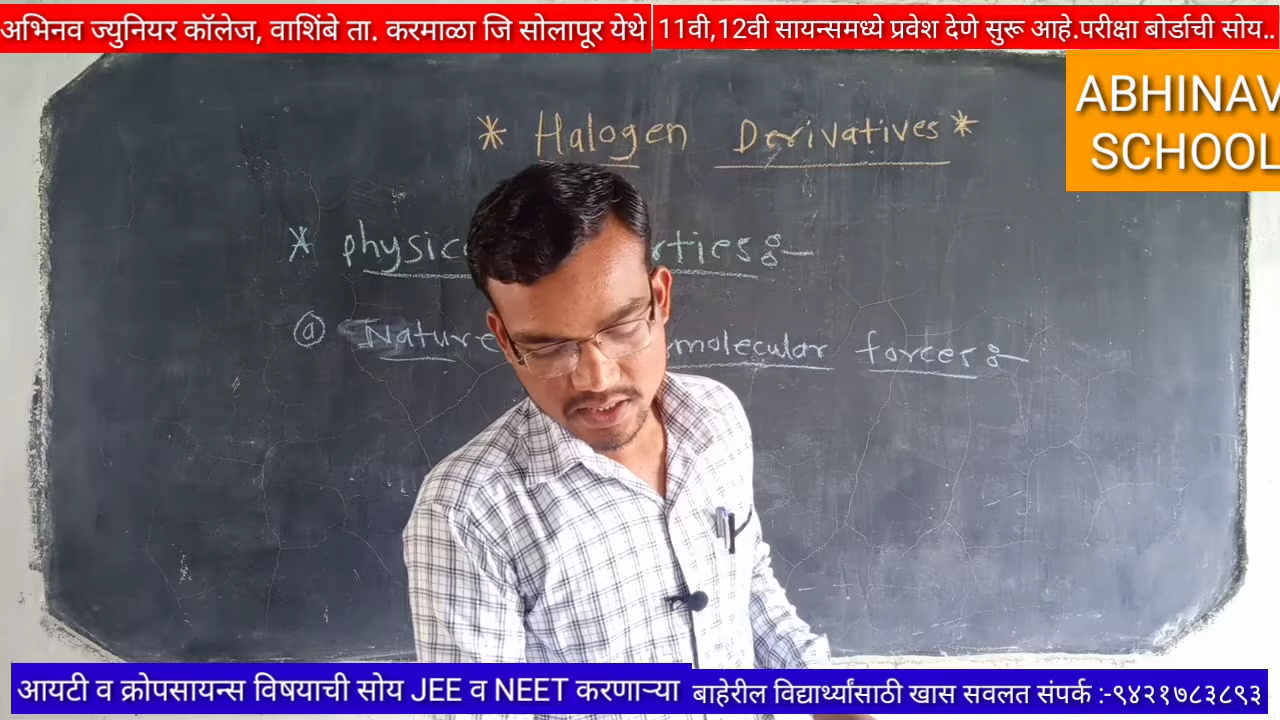 अभिनव ज्युनियर कॉलेज, वाशिंबे ता. करमाळा जि सोलापूर येथे
11वी,12वी सायन्समध्ये प्रवेश देणे सुरू आहे.परीक्षा बोर्डाची सोय..
ABHINAV
SCHOOL
* Halogen Derivatives *
* physic rties :-
ⓐ Nature molecular forces :-
आयटी व क्रोपसायन्स विषयाची सोय JEE व NEET करणाऱ्या
बाहेरील विद्यार्थ्यांसाठी खास सवलत संपर्क :-९४२१७८३८९३